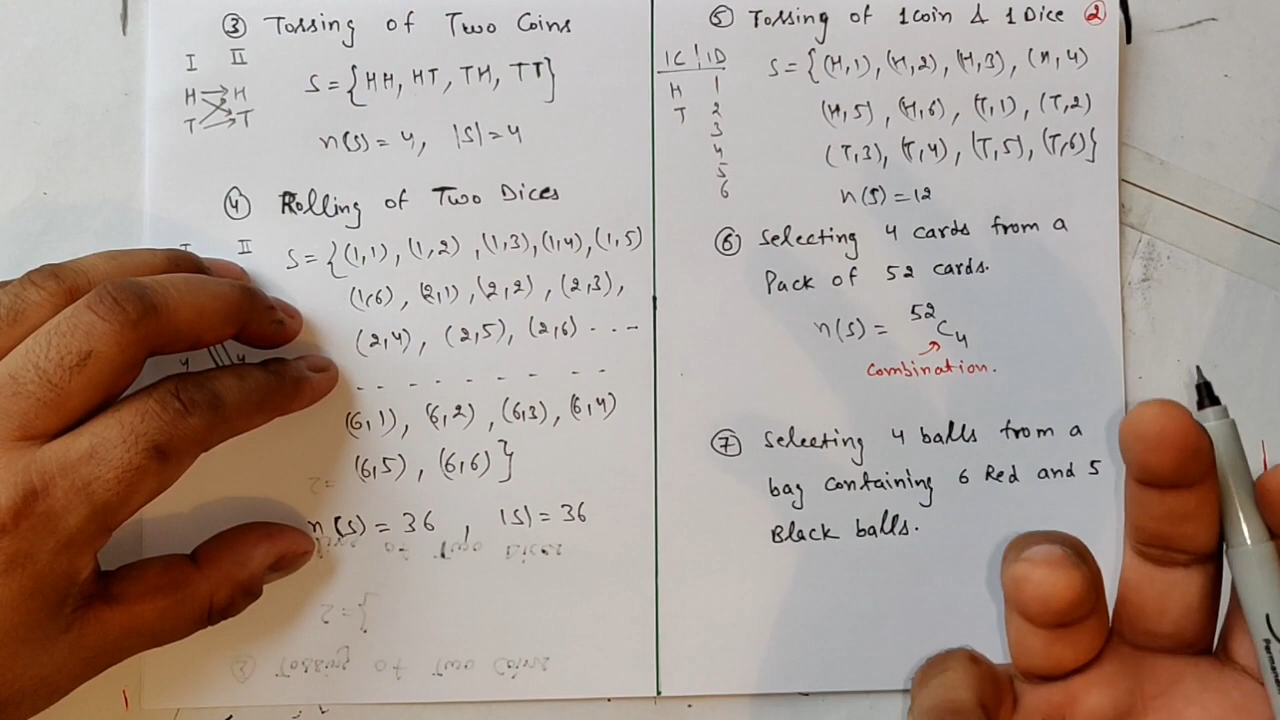 ③ Tossing of Two Coins
I II
H H
T T
S = {HH, HT, TH, TT}
n(s) = 4, |S| = 4
④ Rolling of Two Dices
I II
S = {(1,1), (1,2), (1,3), (1,4), (1,5)
(1,6), (2,1), (2,2), (2,3),
(2,4), (2,5), (2,6) - - - -
- - - - - - - - -
(6,1), (6,2), (6,3), (6,4)
(6,5), (6,6)}
4 4
n(s) = 36, |S| = 36
⑤ Tossing of 1 Coin & 1 Dice ②
1C | 1D
H 1
T 2
3
4
5
6
S = {(H,1), (H,2), (H,3), (H,4)
(H,5), (H,6), (T,1), (T,2)
(T,3), (T,4), (T,5), (T,6)}
n(s) = 12
⑥ Selecting 4 cards from a
Pack of 52 cards.
n(s) = ⁵²C₄
Combination.
⑦ Selecting 4 balls from a
bag Containing 6 Red and 5
Black balls.